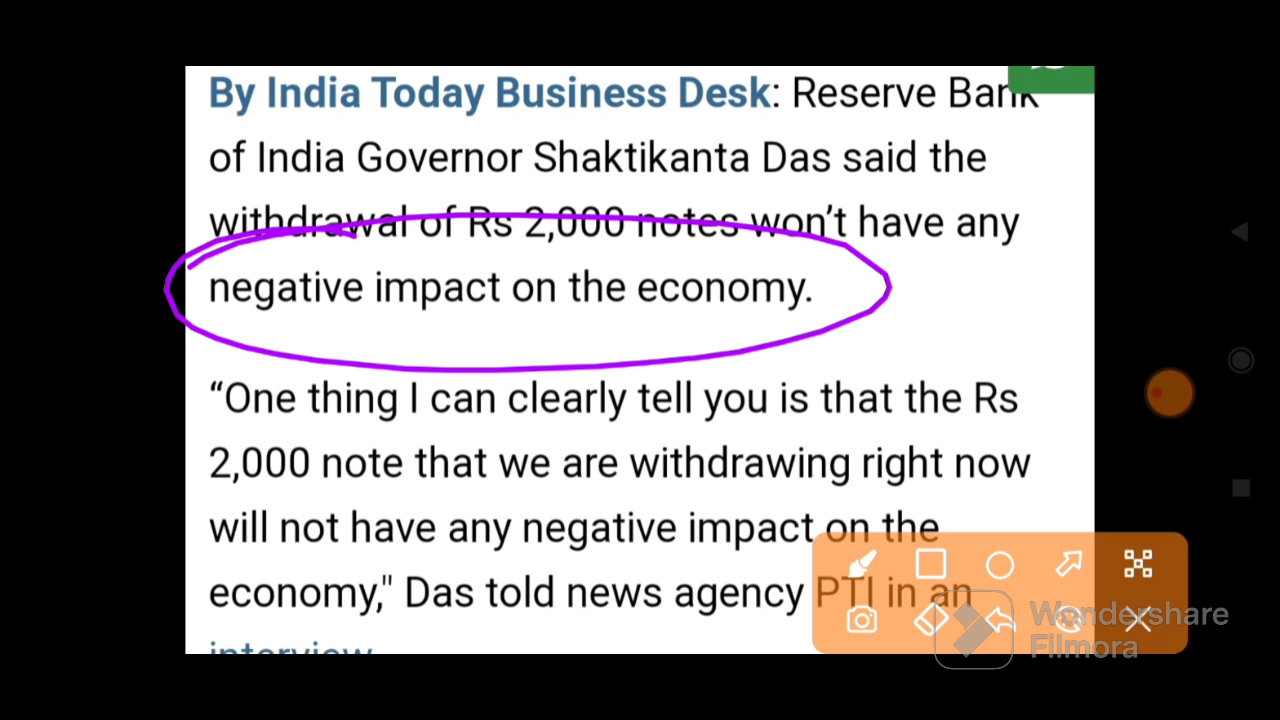 By India Today Business Desk: Reserve Bank
of India Governor Shaktikanta Das said the
withdrawal of Rs 2,000 notes won’t have any
negative impact on the economy.
“One thing I can clearly tell you is that the Rs
2,000 note that we are withdrawing right now
will not have any negative impact on the
economy," Das told news agency PTI in an
interview
Wondershare
Filmora